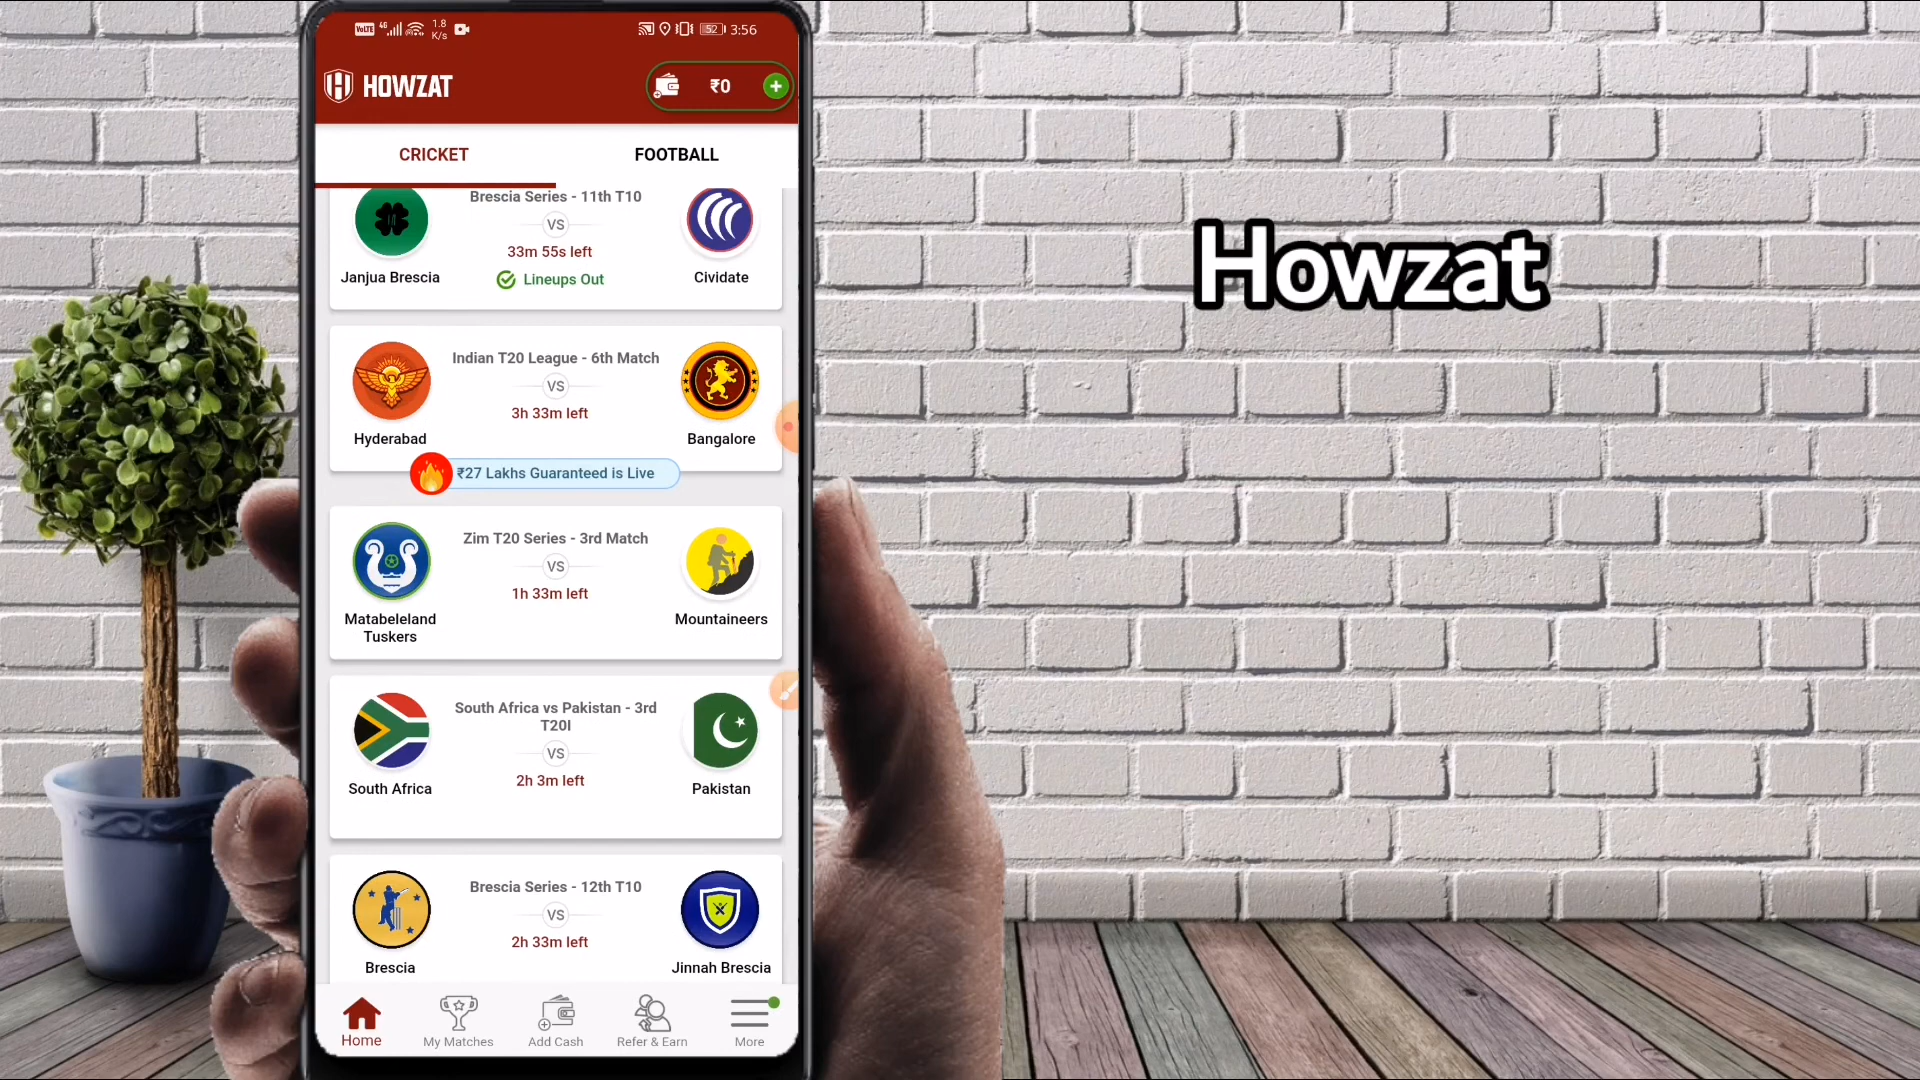 VoLTE 4G 1.8 K/s 52 3:56
HOWZAT ₹0 +
CRICKET FOOTBALL
Brescia Series - 11th T10
VS
33m 55s left
Janjua Brescia Lineups Out Cividate
Indian T20 League - 6th Match
VS
3h 33m left
Hyderabad Bangalore
₹27 Lakhs Guaranteed is Live
Zim T20 Series - 3rd Match
VS
1h 33m left
Matabeleland Mountaineers
Tuskers
South Africa vs Pakistan - 3rd
T20I
VS
2h 3m left
South Africa Pakistan
Brescia Series - 12th T10
VS
2h 33m left
Brescia Jinnah Brescia
Home My Matches Add Cash Refer & Earn More
Howzat